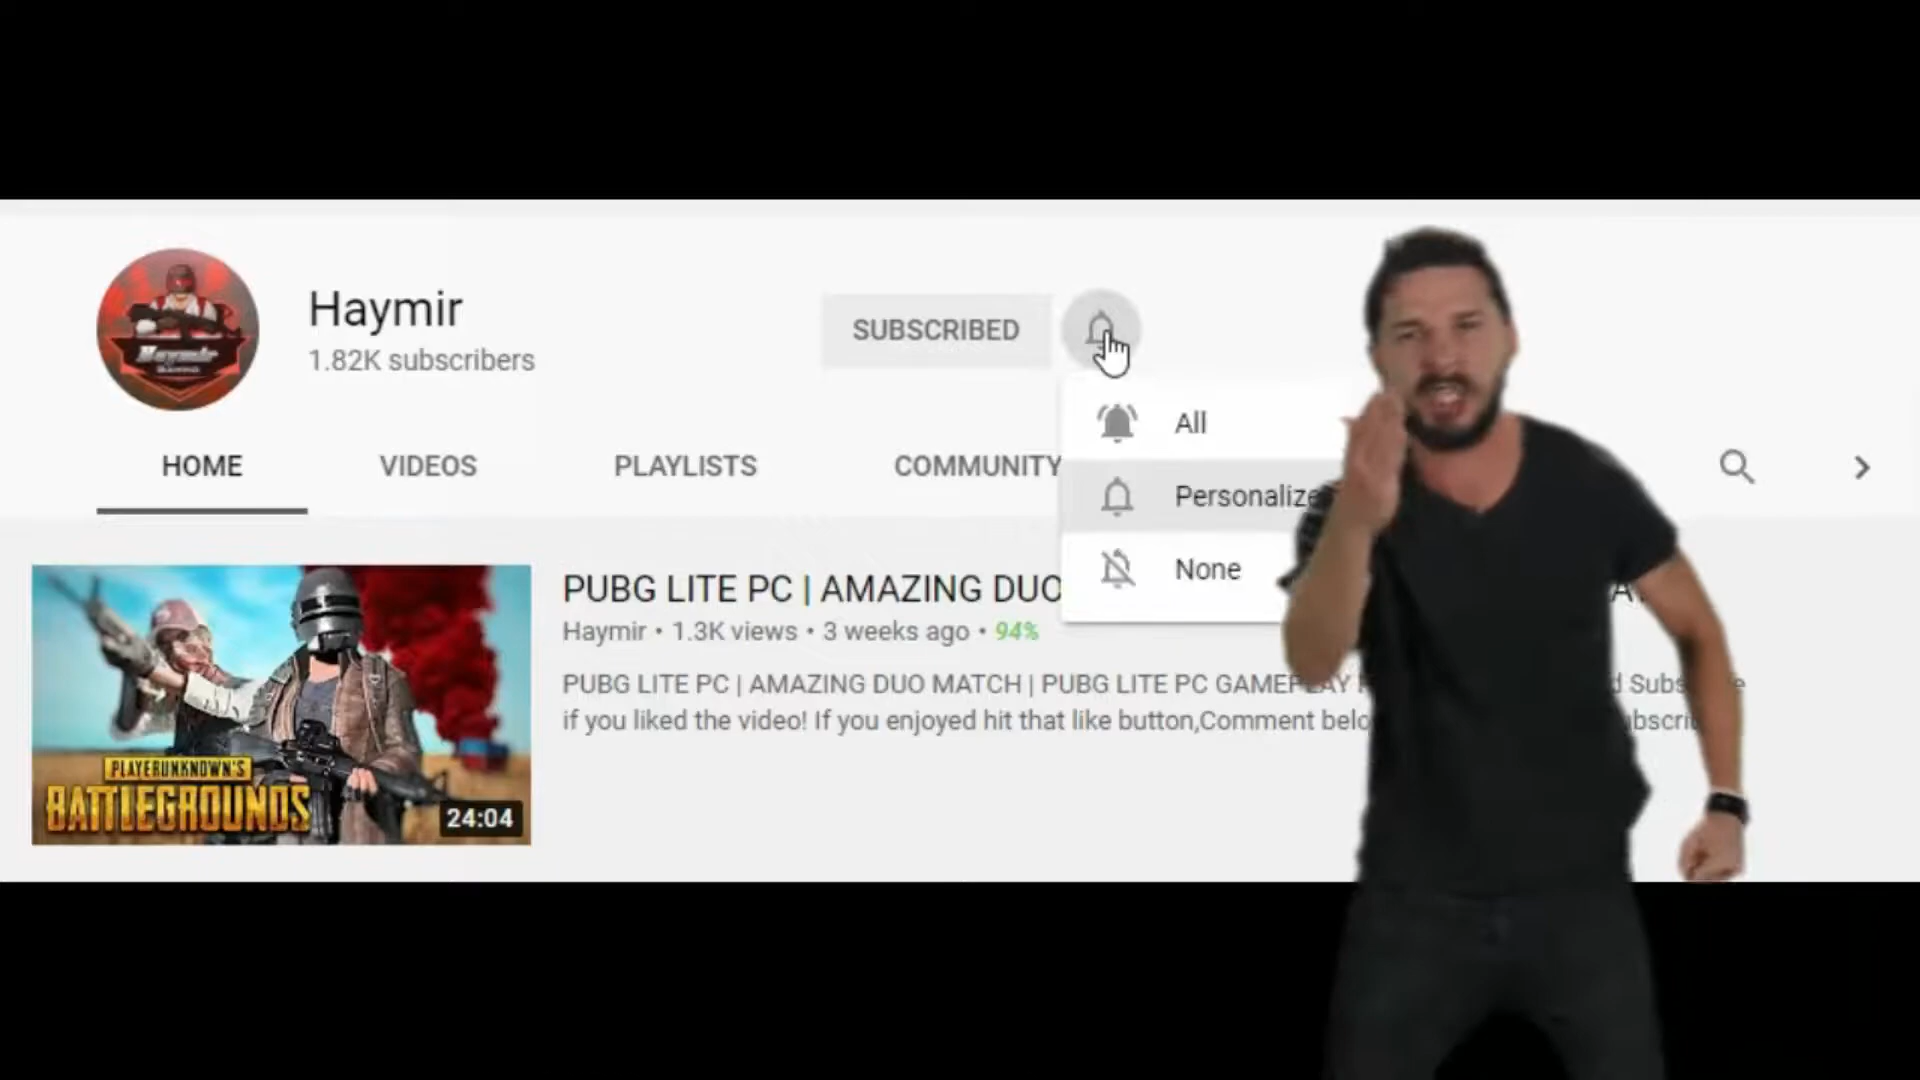 Haymir
1.82K subscribers
SUBSCRIBED
All
Personalize
None
HOME
VIDEOS
PLAYLISTS
COMMUNITY
PUBG LITE PC | AMAZING DUO
Haymir • 1.3K views • 3 weeks ago • 94%
PUBG LITE PC | AMAZING DUO MATCH | PUBG LITE PC GAMEPLAY
if you liked the video! If you enjoyed hit that like button,Comment
PLAYERUNKNOWN'S
BATTLEGROUNDS
24:04